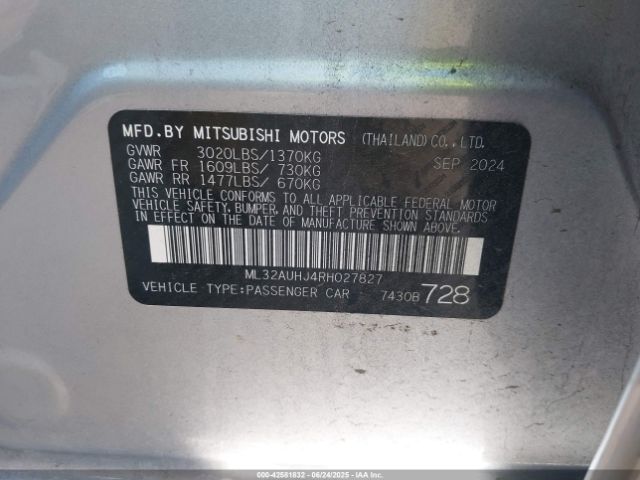 MFD.BY MITSUBISHI MOTORS (THAILAND)CO.,LTD.
GVWR 3020LBS/1370KG SEP 2024
GAWR FR 1609LBS/ 730KG
GAWR RR 1477LBS/ 670KG
THIS VEHICLE CONFORMS TO ALL APPLICABLE FEDERAL MOTOR
VEHICLE SAFETY, BUMPER, AND THEFT PREVENTION STANDARDS
IN EFFECT ON THE DATE OF MANUFACTURE SHOWN ABOVE.
ML32AUHJ4RH027827
VEHICLE TYPE:PASSENGER CAR 7430B 728
000-42581832 - 06/24/2025 - IAAI.COM